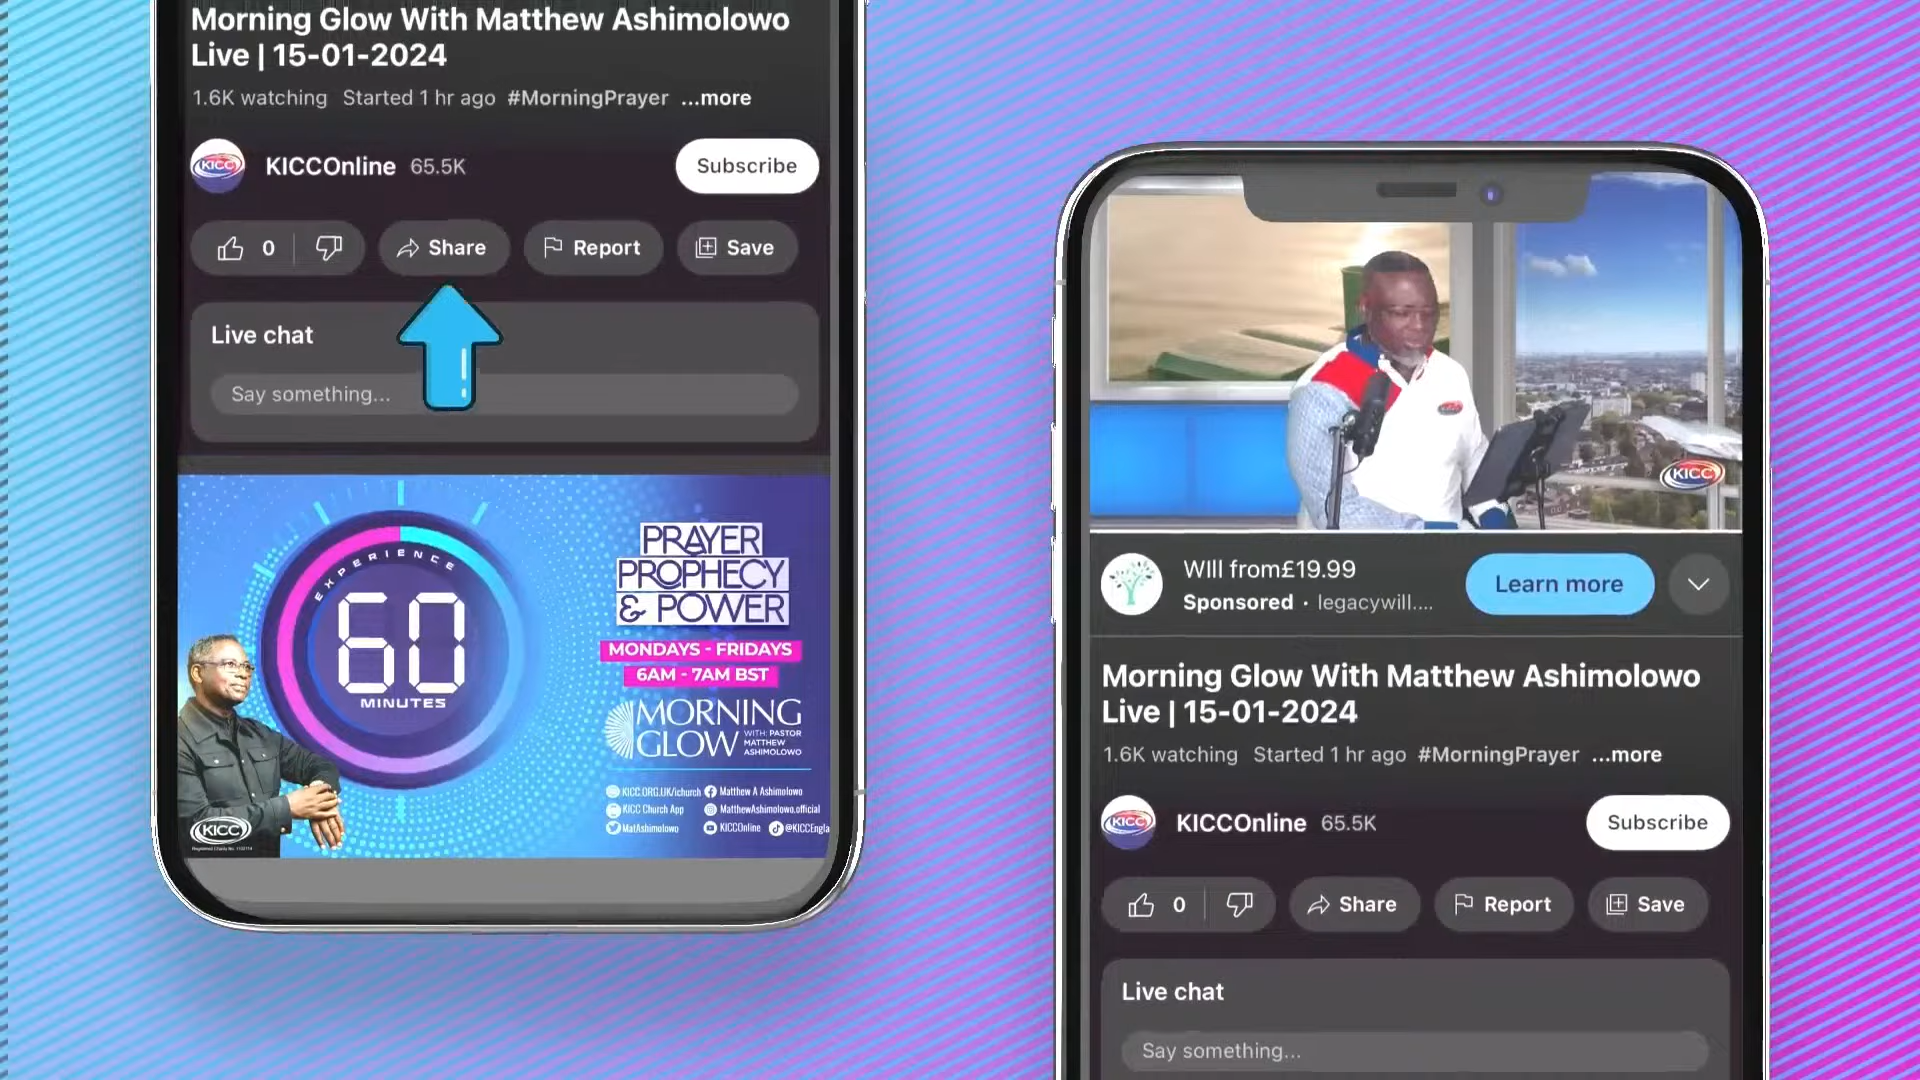 Morning Glow With Matthew Ashimolowo
Live | 15-01-2024
1.6K watching Started 1 hr ago #MorningPrayer ...more
KICC
KICCOnline 65.5K
Subscribe
0
Share
Report
Save
Live chat
Say something...
EXPERIENCE
60
MINUTES
PRAYER
PROPHECY
& POWER
MONDAYS - FRIDAYS
6AM - 7AM BST
MORNING
GLOW
WITH: PASTOR
MATTHEW
ASHIMOLOWO
KICC.ORG.UK/ichurch
Matthew A Ashimolowo
KICC Church App
MatthewAshimolowo.official
MatAshimolowo
KICCOnline
@KICCEngla
KICC
KICC
WIll from£19.99
Sponsored · legacywill....
Learn more
Morning Glow With Matthew Ashimolowo
Live | 15-01-2024
1.6K watching Started 1 hr ago #MorningPrayer ...more
KICC
KICCOnline 65.5K
Subscribe
0
Share
Report
Save
Live chat
Say something...